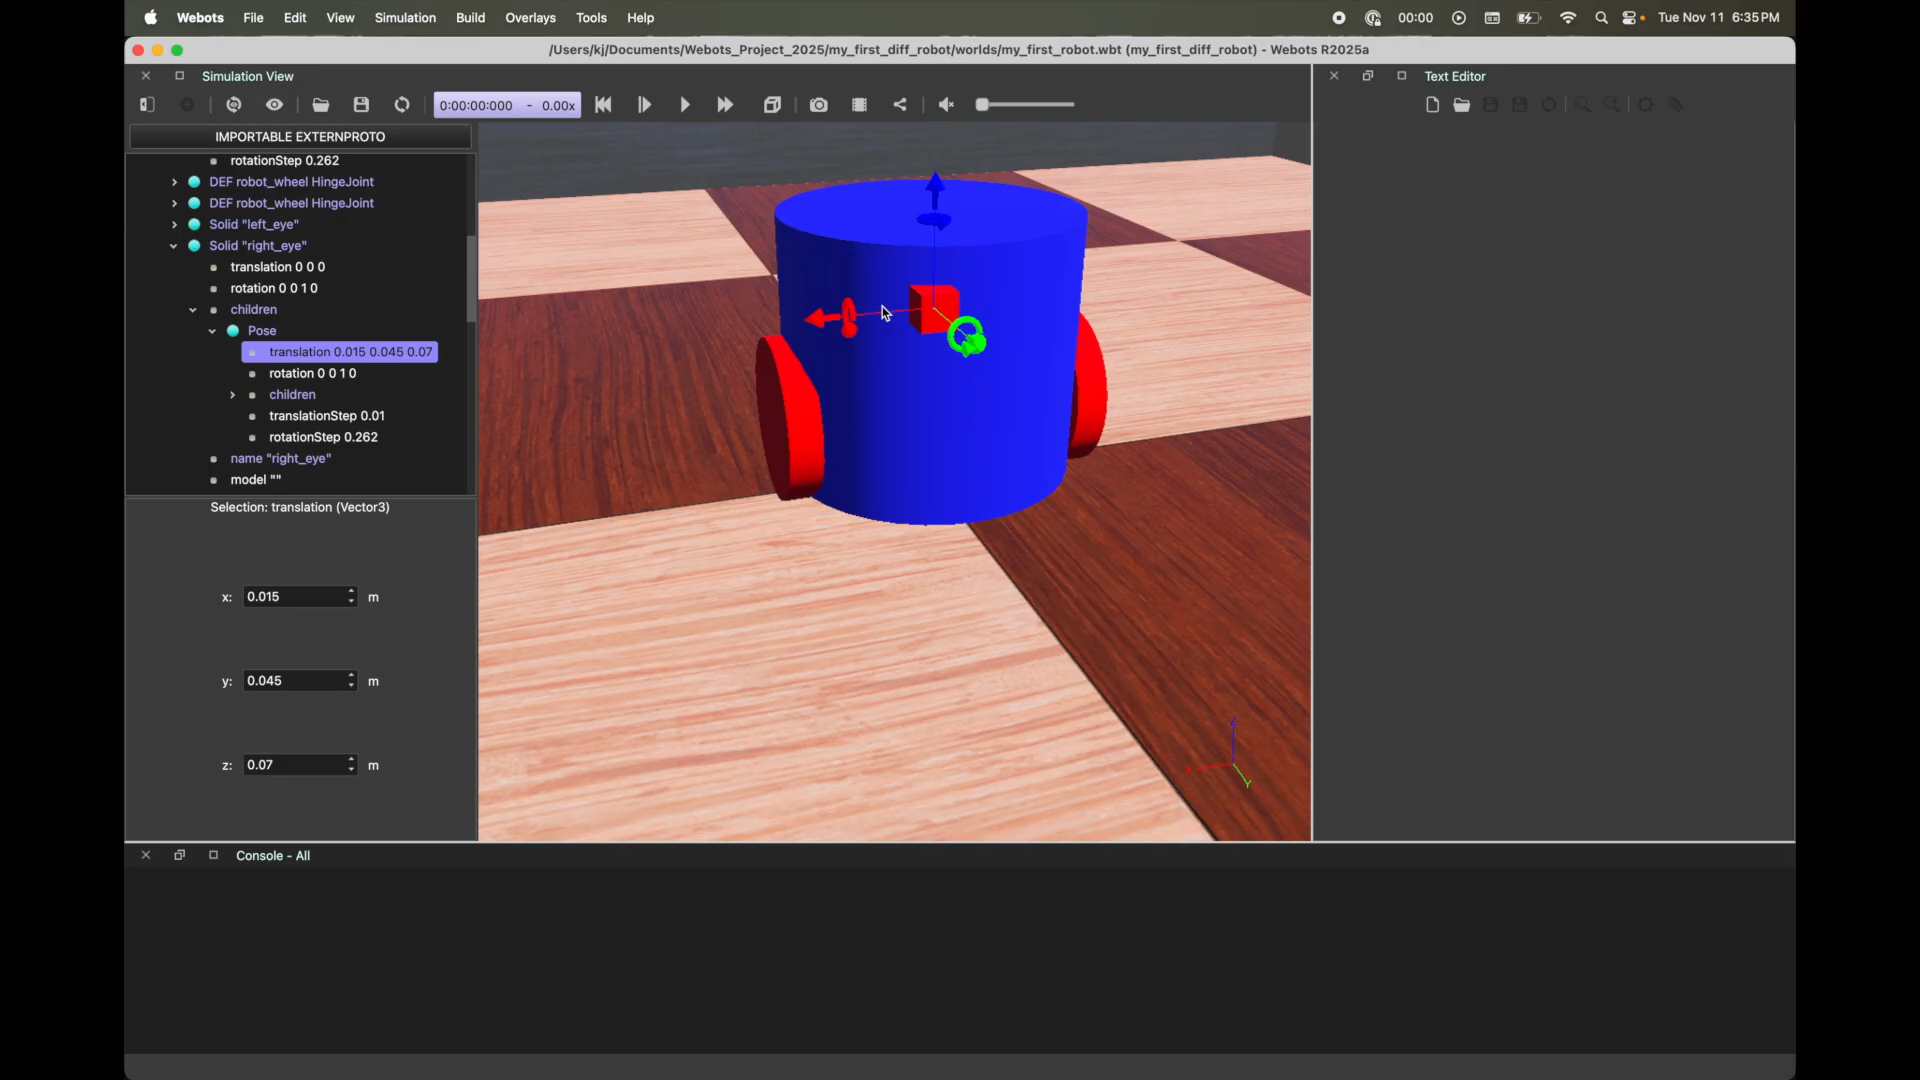 Webots File Edit View Simulation Build Overlays Tools Help 00:00 Tue Nov 11 6:35 PM
/Users/kj/Documents/Webots_Project_2025/my_first_diff_robot/worlds/my_first_robot.wbt (my_first_diff_robot) - Webots R2025a
Simulation View
Text Editor
0:00:00:000 - 0.00x
IMPORTABLE EXTERNPROTO
rotationStep 0.262
DEF robot_wheel HingeJoint
DEF robot_wheel HingeJoint
Solid "left_eye"
Solid "right_eye"
translation 0 0 0
rotation 0 0 1 0
children
Pose
translation 0.015 0.045 0.07
rotation 0 0 1 0
children
translationStep 0.01
rotationStep 0.262
name "right_eye"
model ""
Selection: translation (Vector3)
x: 0.015 m
y: 0.045 m
z: 0.07 m
Z
X
Y
Console - All